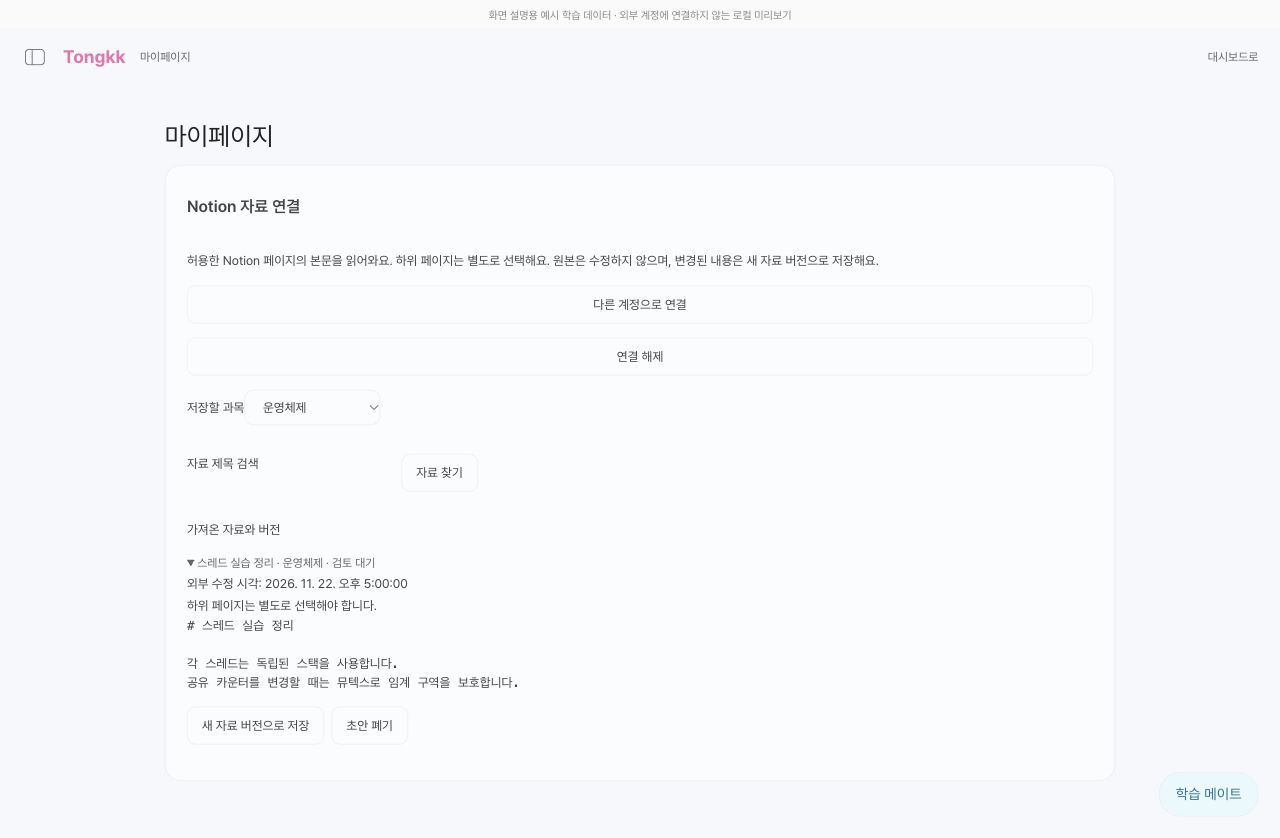 화면 설명용 예시 학습 데이터 · 외부 계정에 연결하지 않는 로컬 미리보기
Tongkk 마이페이지 대시보드로
마이페이지
Notion 자료 연결
허용한 Notion 페이지의 본문을 읽어와요. 하위 페이지는 별도로 선택해요. 원본은 수정하지 않으며, 변경된 내용은 새 자료 버전으로 저장해요.
다른 계정으로 연결
연결 해제
저장할 과목 운영체제
자료 제목 검색 자료 찾기
가져온 자료와 버전
▼ 스레드 실습 정리 · 운영체제 · 검토 대기
외부 수정 시각: 2026. 11. 22. 오후 5:00:00
하위 페이지는 별도로 선택해야 합니다.
# 스레드 실습 정리
각 스레드는 독립된 스택을 사용합니다.
공유 카운터를 변경할 때는 뮤텍스로 임계 구역을 보호합니다.
새 자료 버전으로 저장 초안 폐기
학습 메이트